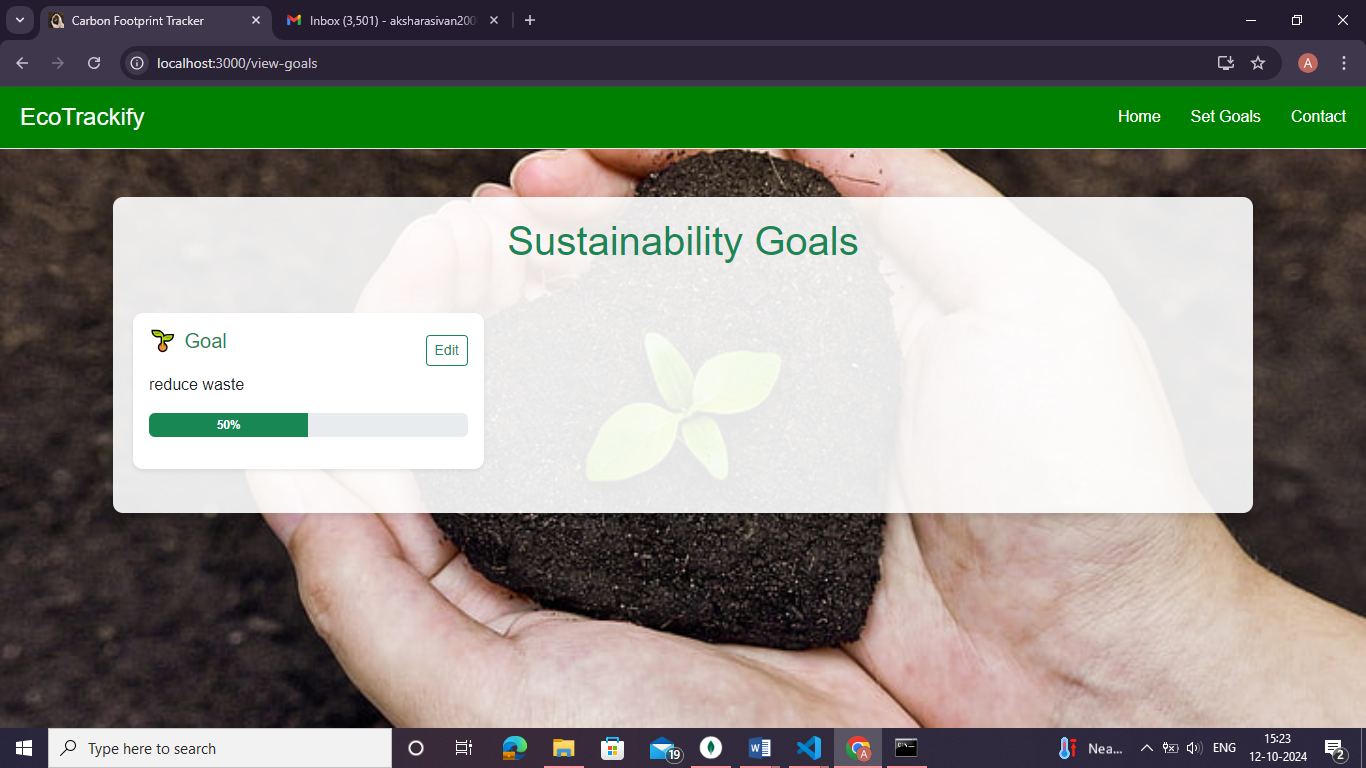 Carbon Footprint Tracker
Inbox (3,501) - aksharasivan200
localhost:3000/view-goals
A
EcoTrackify
Home
Set Goals
Contact
Sustainability Goals
Goal
Edit
reduce waste
50%
Type here to search
19
A
Nea...
ENG
15:23
12-10-2024
2